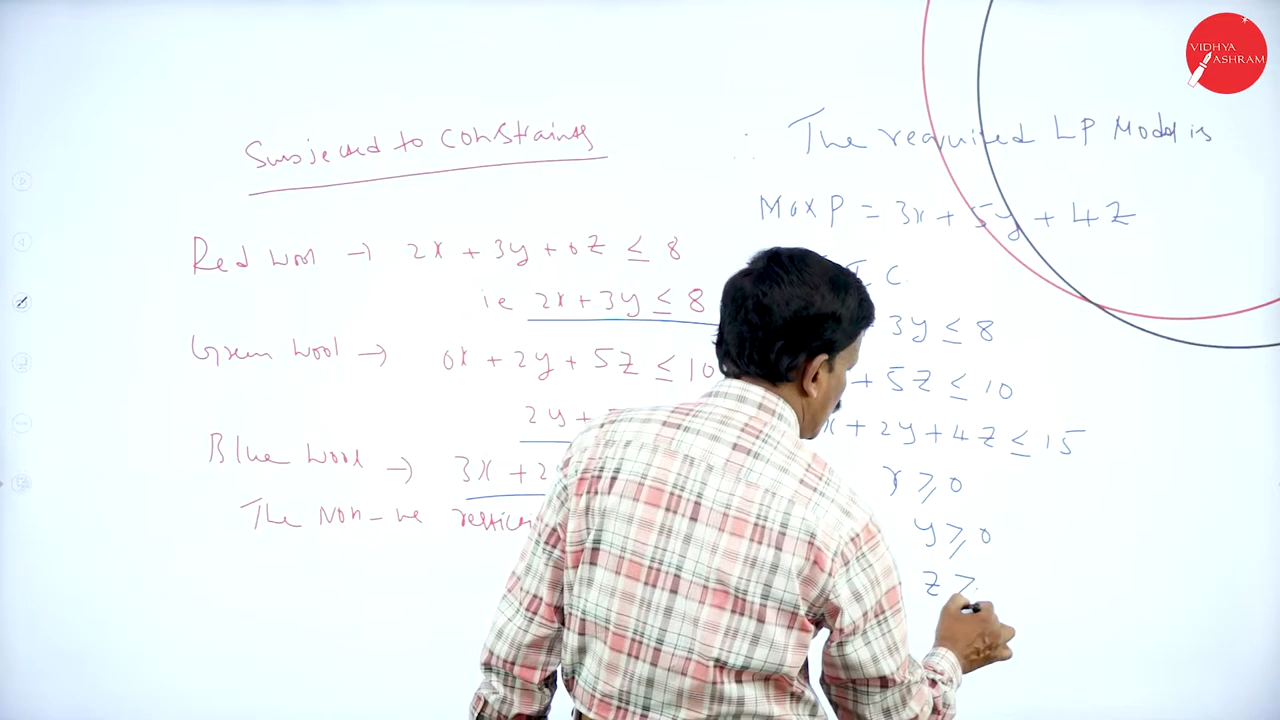 VIDHYA
ASHRAM
Subjected to constraints
Red Wool → 2x + 3y + 0z ≤ 8
ie 2x + 3y ≤ 8
Green Wool → 0x + 2y + 5z ≤ 10
2y +
Blue Wool → 3x + 2
The Non-ve
∴ The required LP Model is
Max P = 3x + 5y + 4z
T C
3y ≤ 8
+ 5z ≤ 10
x + 2y + 4z ≤ 15
x ≥ 0
y ≥ 0
z ≥